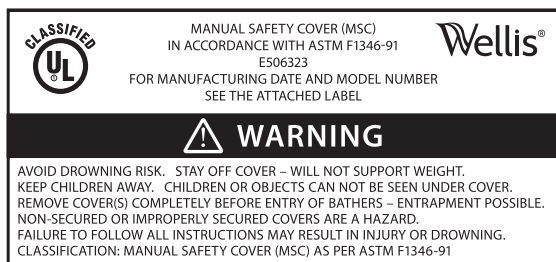 CLASSIFIED
UL
®
MANUAL SAFETY COVER (MSC)
IN ACCORDANCE WITH ASTM F1346-91
E506323
FOR MANUFACTURING DATE AND MODEL NUMBER
SEE THE ATTACHED LABEL
Wellis®
WARNING
AVOID DROWNING RISK. STAY OFF COVER – WILL NOT SUPPORT WEIGHT.
KEEP CHILDREN AWAY. CHILDREN OR OBJECTS CAN NOT BE SEEN UNDER COVER.
REMOVE COVER(S) COMPLETELY BEFORE ENTRY OF BATHERS – ENTRAPMENT POSSIBLE.
NON-SECURED OR IMPROPERLY SECURED COVERS ARE A HAZARD.
FAILURE TO FOLLOW ALL INSTRUCTIONS MAY RESULT IN INJURY OR DROWNING.
CLASSIFICATION: MANUAL SAFETY COVER (MSC) AS PER ASTM F1346-91